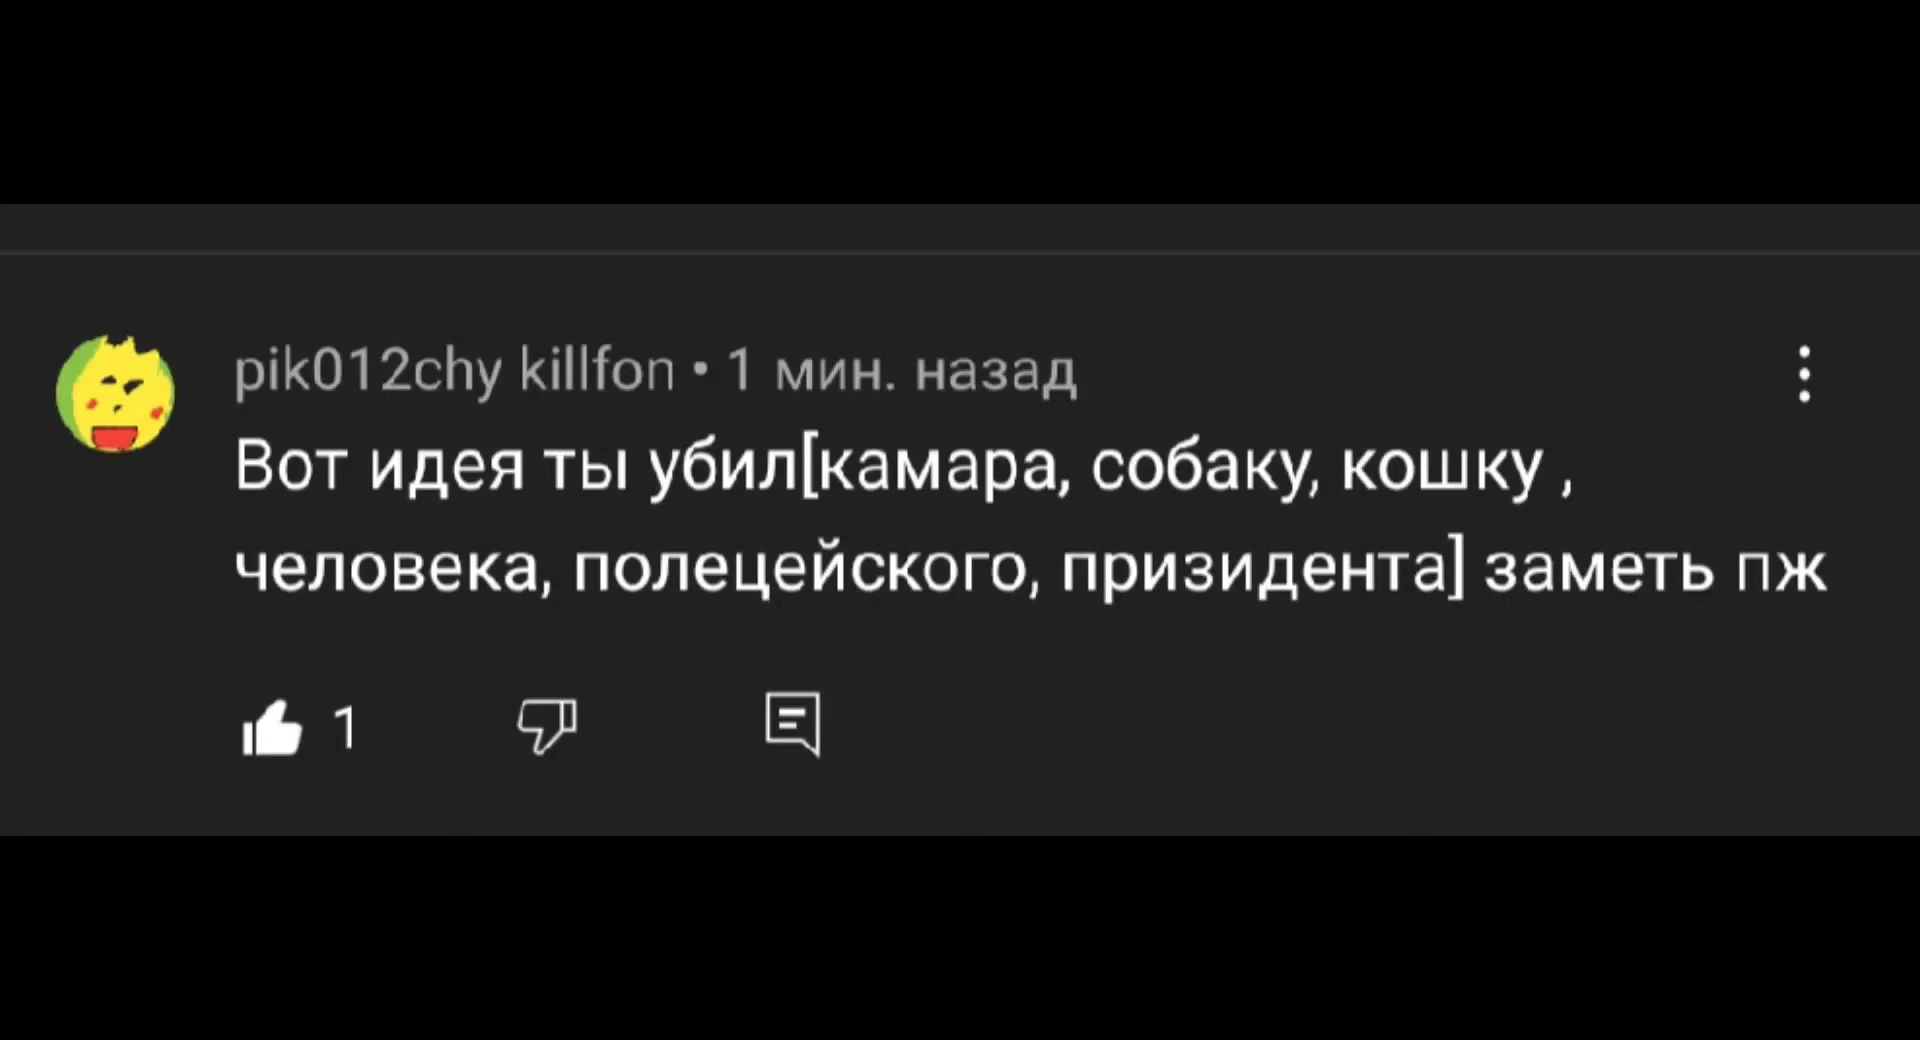 pik012chy killfon • 1 мин. назад
Вот идея ты убил[камара, собаку, кошку ,
человека, полецейского, призидента] заметь пж
1